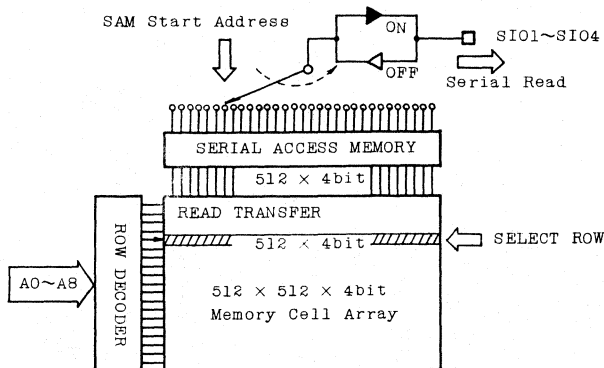 SAM Start Address
ON
SIO1~SIO4
OFF
Serial Read
SERIAL ACCESS MEMORY
512 × 4bit
READ TRANSFER
512 × 4bit
SELECT ROW
ROW DECODER
A0~A8
512 × 512 × 4bit
Memory Cell Array